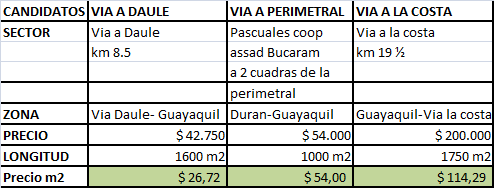 CANDIDATOS VIA A DAULE VIA A PERIMETRAL VIA A LA COSTA
SECTOR Via a Daule Pascuales coop Via a la costa
km 8.5 assad Bucaram km 19 ½
a 2 cuadras de la
perimetral
ZONA Via Daule- Guayaquil Duran-Guayaquil Guayaquil-Via la costa
PRECIO $ 42.750 $ 54.000 $ 200.000
LONGITUD 1600 m2 1000 m2 1750 m2
Precio m2 $ 26,72 $ 54,00 $ 114,29